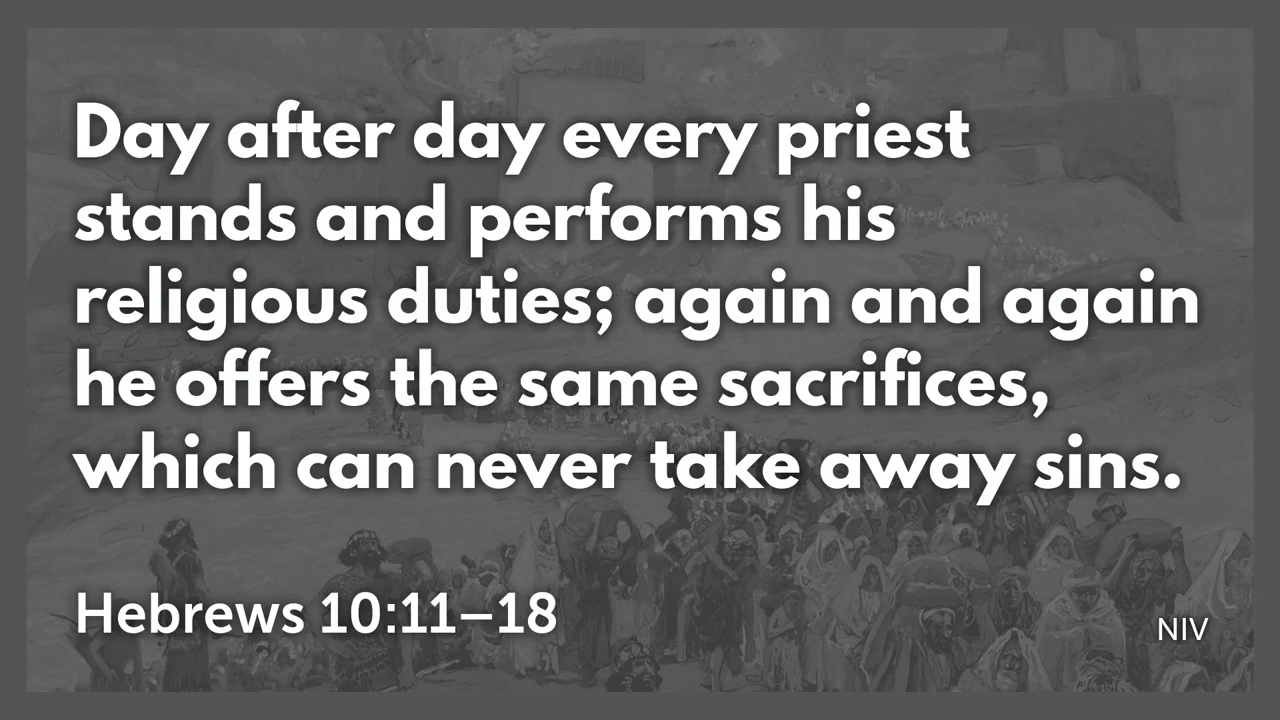 Day after day every priest
stands and performs his
religious duties; again and again
he offers the same sacrifices,
which can never take away sins.
Hebrews 10:11–18
NIV